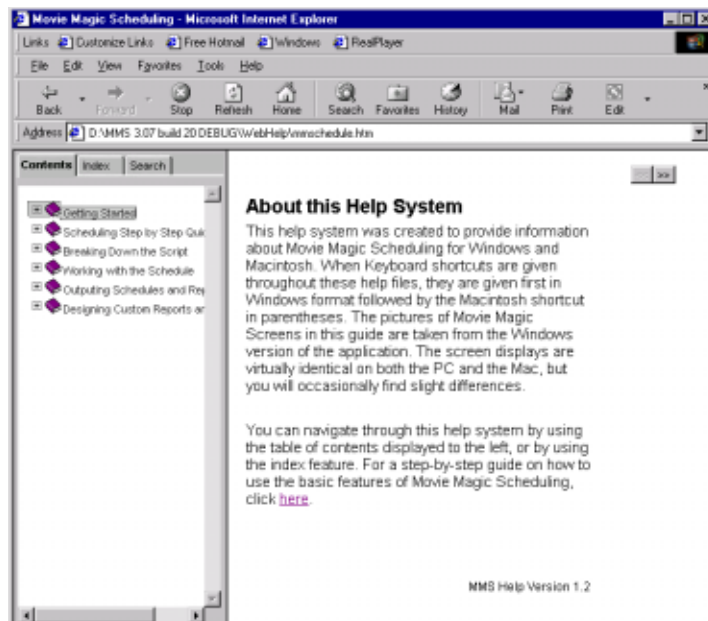 Movie Magic Scheduling - Microsoft Internet Explorer
Links Customize Links Free Hotmail Windows RealPlayer
File Edit View Favorites Tools Help
Back Forward Stop Refresh Home Search Favorites History Mail Print Edit
Address D:\MMS 3.07 build 20 DEBUG\WebHelp\mmschedule.htm
Contents Index Search
>>
Getting Started
Scheduling Step by Step Quic
Breaking Down the Script
Working with the Schedule
Outputing Schedules and Rep
Designing Custom Reports ar
About this Help System
This help system was created to provide information
about Movie Magic Scheduling for Windows and
Macintosh. When Keyboard shortcuts are given
throughout these help files, they are given first in
Windows format followed by the Macintosh shortcut
in parentheses. The pictures of Movie Magic
Screens in this guide are taken from the Windows
version of the application. The screen displays are
virtually identical on both the PC and the Mac, but
you will occasionally find slight differences.
You can navigate through this help system by using
the table of contents displayed to the left, or by using
the index feature. For a step-by-step guide on how to
use the basic features of Movie Magic Scheduling,
click here.
MMS Help Version 1.2